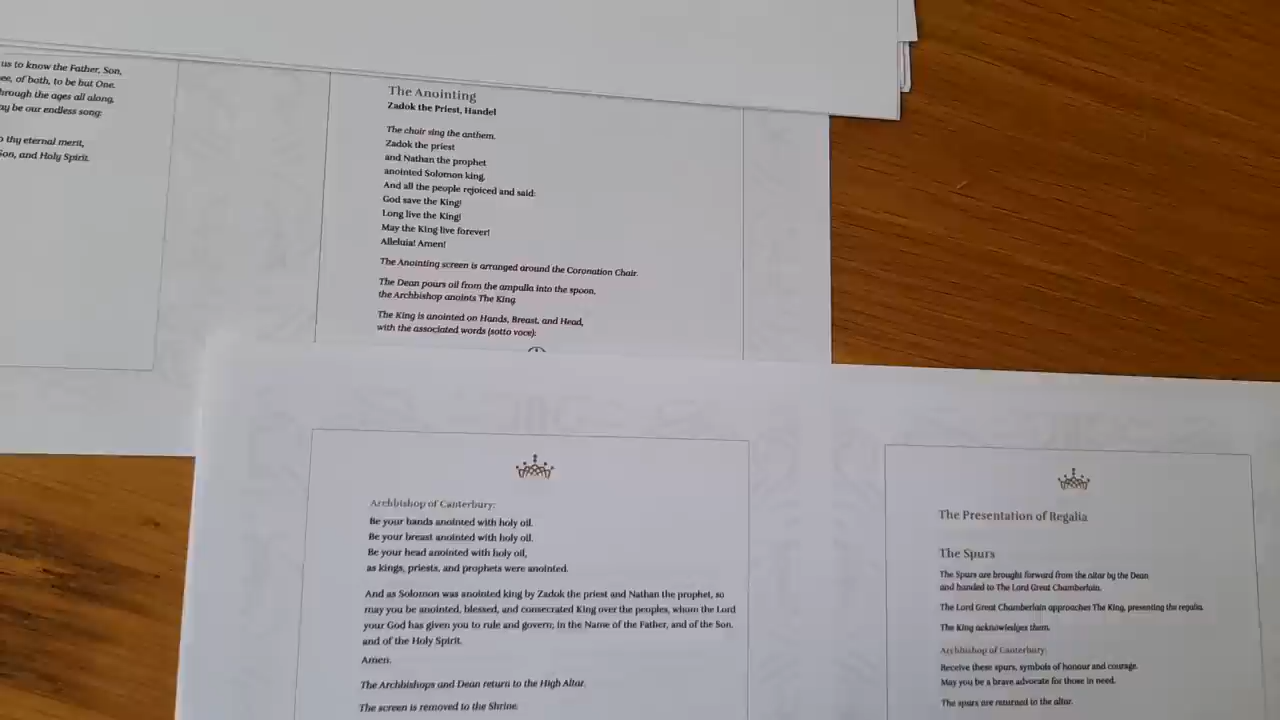 us to know the Father, Son,
ee, of both, to be but One.
hrough the ages all along,
ay be our endless song:
o thy eternal merit,
Son, and Holy Spirit.
The Anointing
Zadok the Priest, Handel
The choir sing the anthem.
Zadok the priest
and Nathan the prophet
anointed Solomon king.
And all the people rejoiced and said:
God save the King!
Long live the King!
May the King live forever!
Alleluia! Amen!
The Anointing screen is arranged around the Coronation Chair.
The Dean pours oil from the ampulla into the spoon,
the Archbishop anoints The King.
The King is anointed on Hands, Breast, and Head,
with the associated words (sotto voce):
Archbishop of Canterbury:
Be your hands anointed with holy oil.
Be your breast anointed with holy oil.
Be your head anointed with holy oil,
as kings, priests, and prophets were anointed.
And as Solomon was anointed king by Zadok the priest and Nathan the prophet, so
may you be anointed, blessed, and consecrated King over the peoples, whom the Lord
your God has given you to rule and govern; in the Name of the Father, and of the Son,
and of the Holy Spirit.
Amen.
The Archbishops and Dean return to the High Altar.
The screen is removed to the Shrine.
The Presentation of Regalia
The Spurs
The Spurs are brought forward from the altar by the Dean
and handed to The Lord Great Chamberlain.
The Lord Great Chamberlain approaches The King, presenting the regalia.
The King acknowledges them.
Archbishop of Canterbury:
Receive these spurs, symbols of honour and courage.
May you be a brave advocate for those in need.
The spurs are returned to the altar.